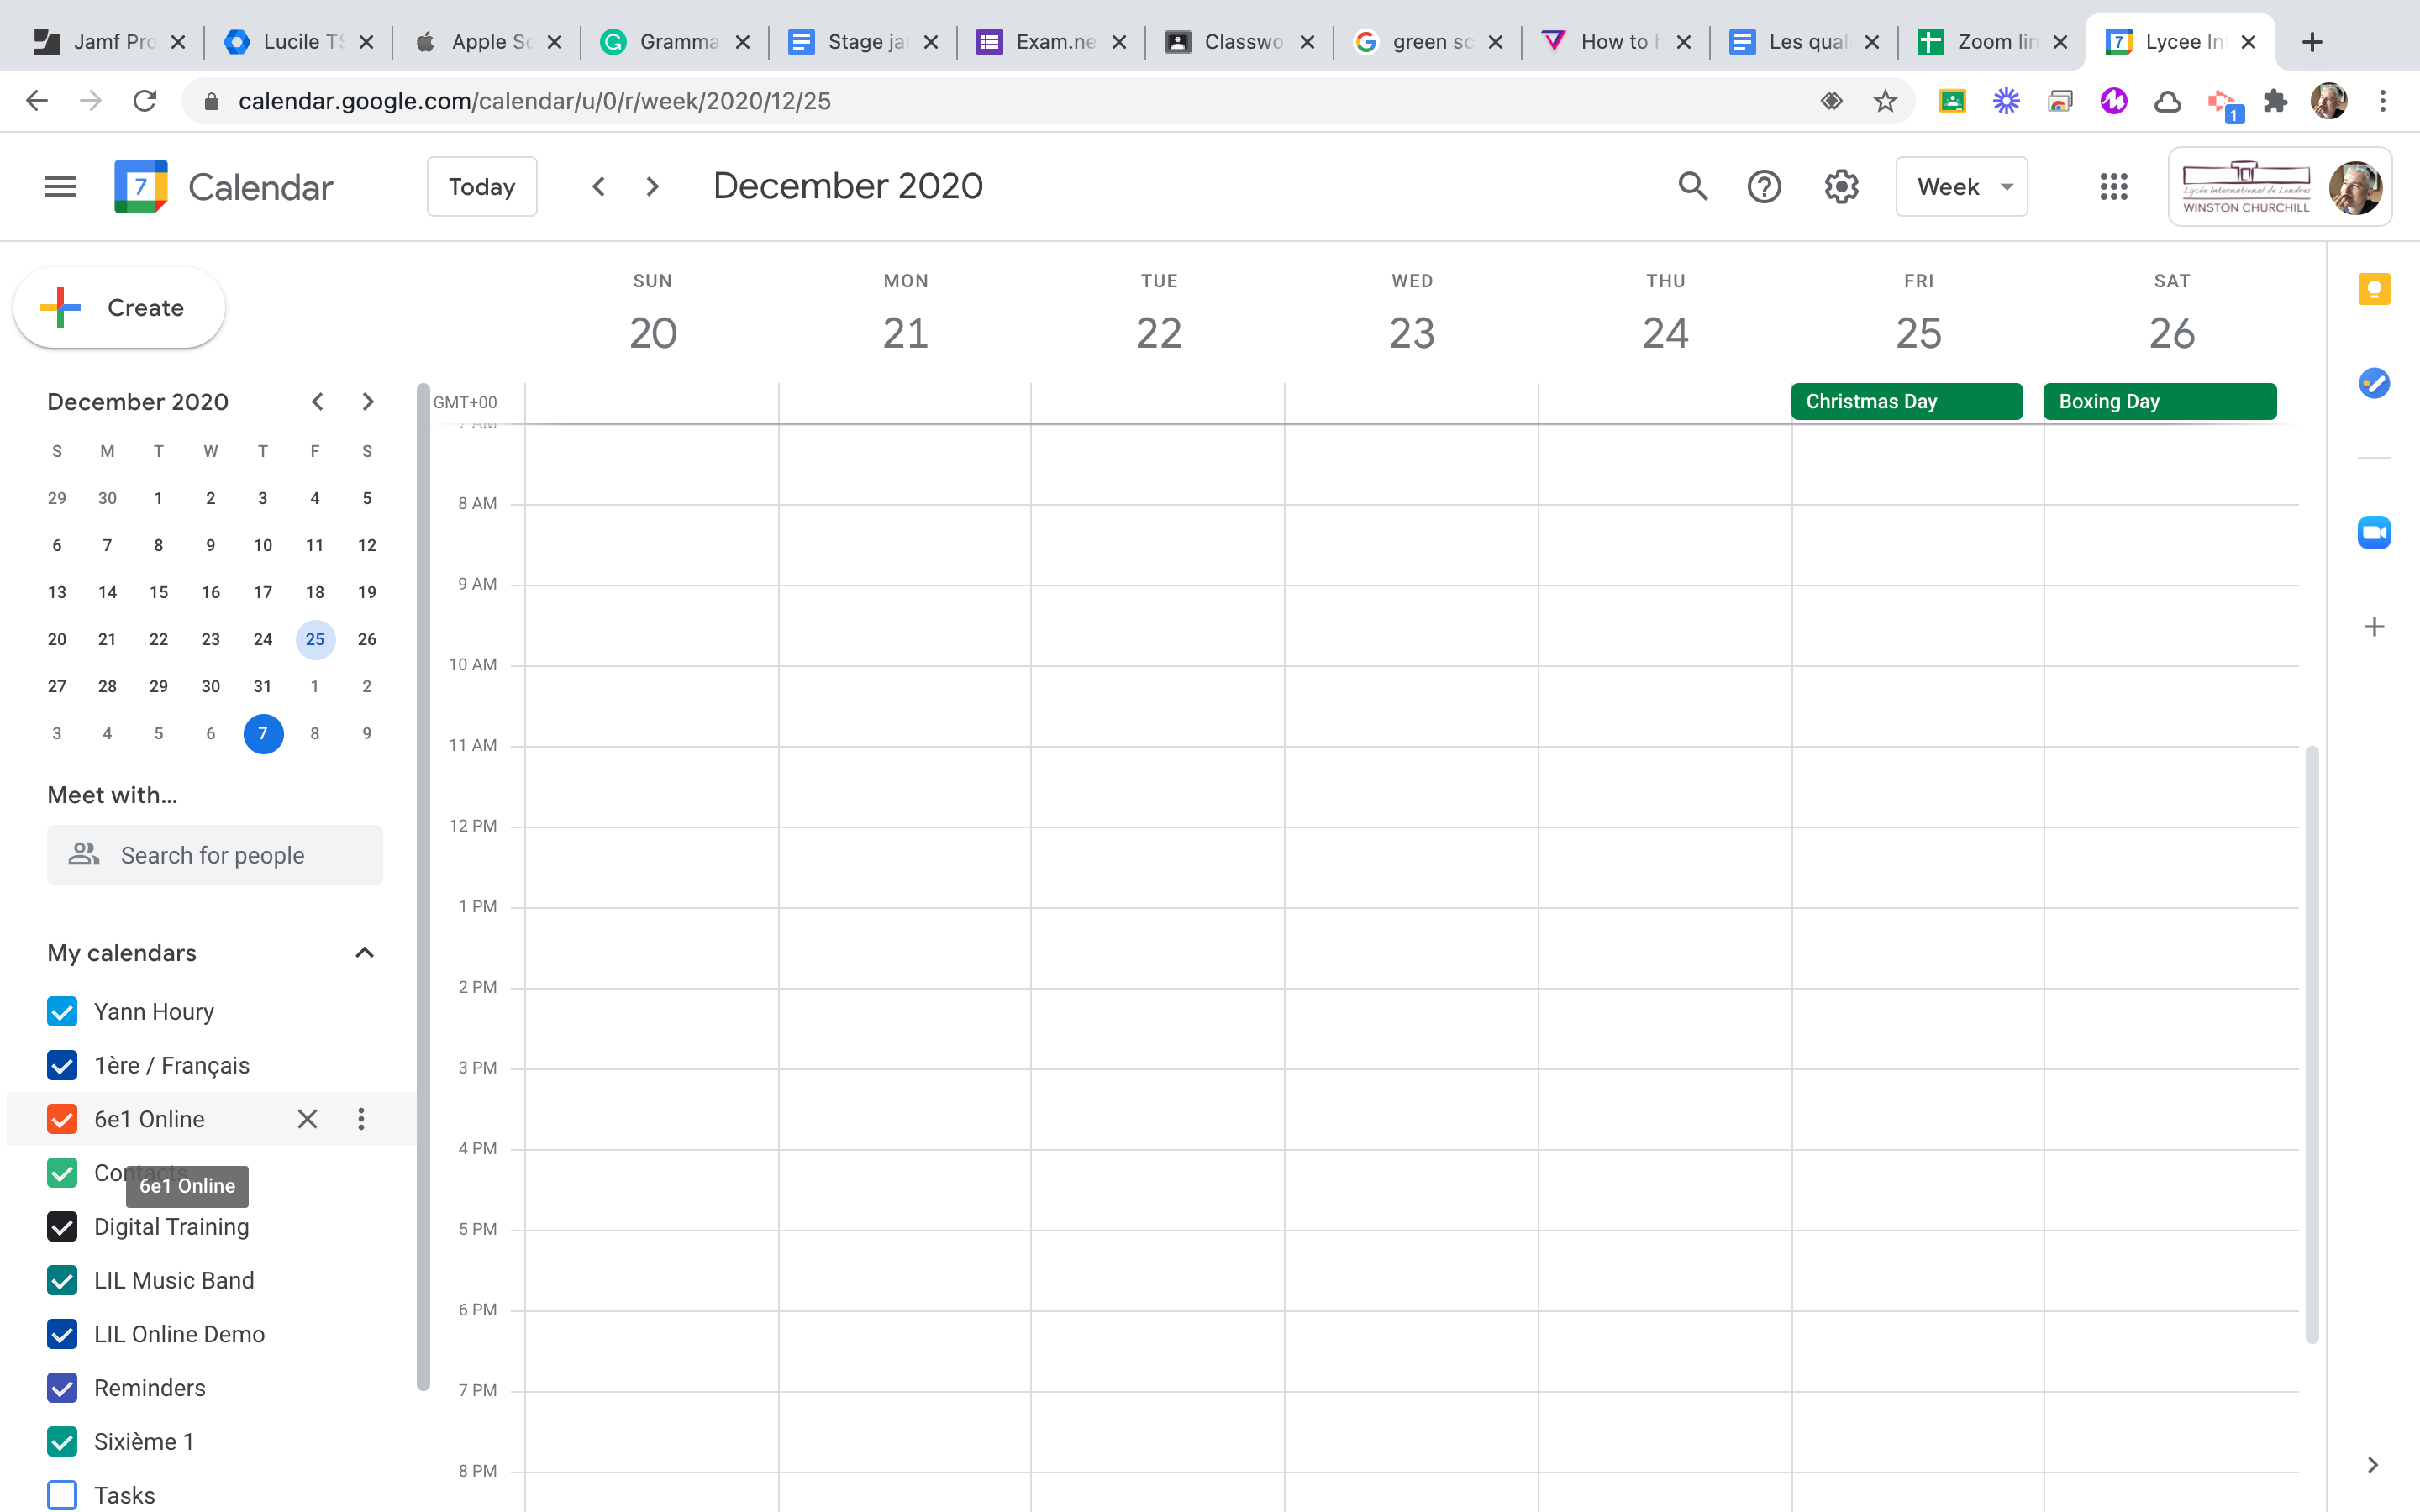 Jamf Pro Lucile TS Apple Sc Gramma Stage jan Exam.ne Classwo green sc How to h Les qual Zoom lin Lycee Int
calendar.google.com/calendar/u/0/r/week/2020/12/25
1
7 Calendar Today December 2020 Week
Lycée International de Londres
WINSTON CHURCHILL
Create
SUN MON TUE WED THU FRI SAT
20 21 22 23 24 25 26
GMT+00 Christmas Day Boxing Day
December 2020
S M T W T F S
29 30 1 2 3 4 5
6 7 8 9 10 11 12
13 14 15 16 17 18 19
20 21 22 23 24 25 26
27 28 29 30 31 1 2
3 4 5 6 7 8 9
Meet with...
Search for people
My calendars
Yann Houry
1ère / Français
6e1 Online
Contacts
6e1 Online
Digital Training
LIL Music Band
LIL Online Demo
Reminders
Sixième 1
Tasks
7 AM
8 AM
9 AM
10 AM
11 AM
12 PM
1 PM
2 PM
3 PM
4 PM
5 PM
6 PM
7 PM
8 PM